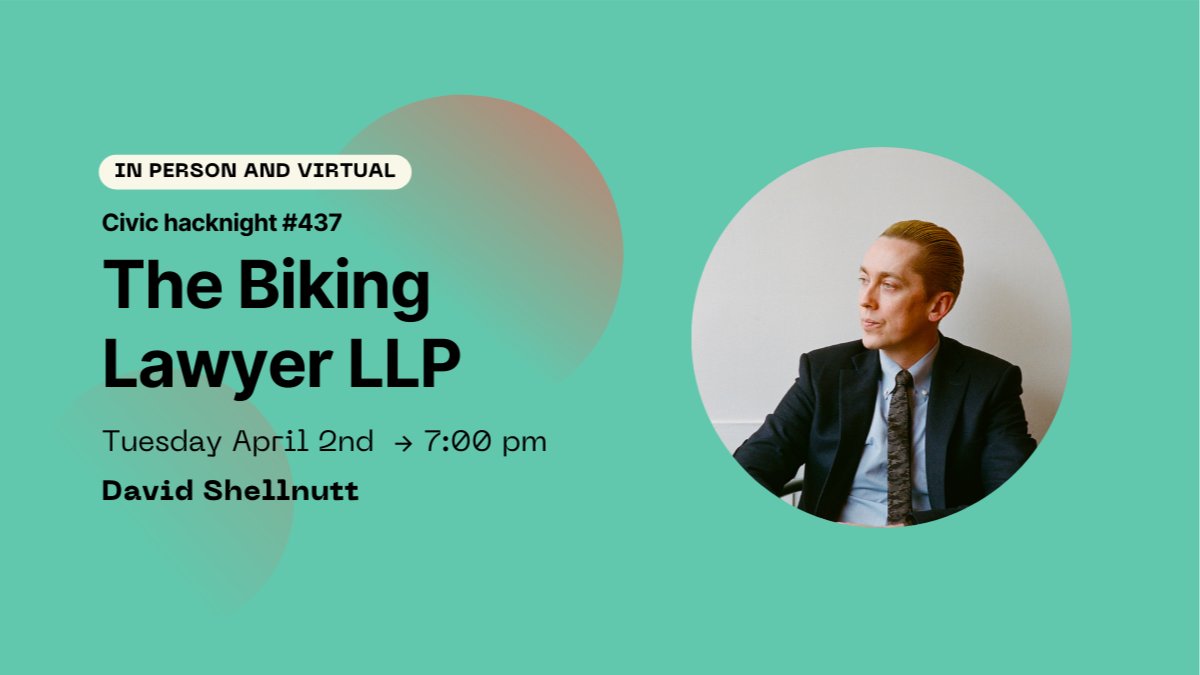 IN PERSON AND VIRTUAL
Civic hacknight #437
The Biking
Lawyer LLP
Tuesday April 2nd → 7:00 pm
David Shellnutt